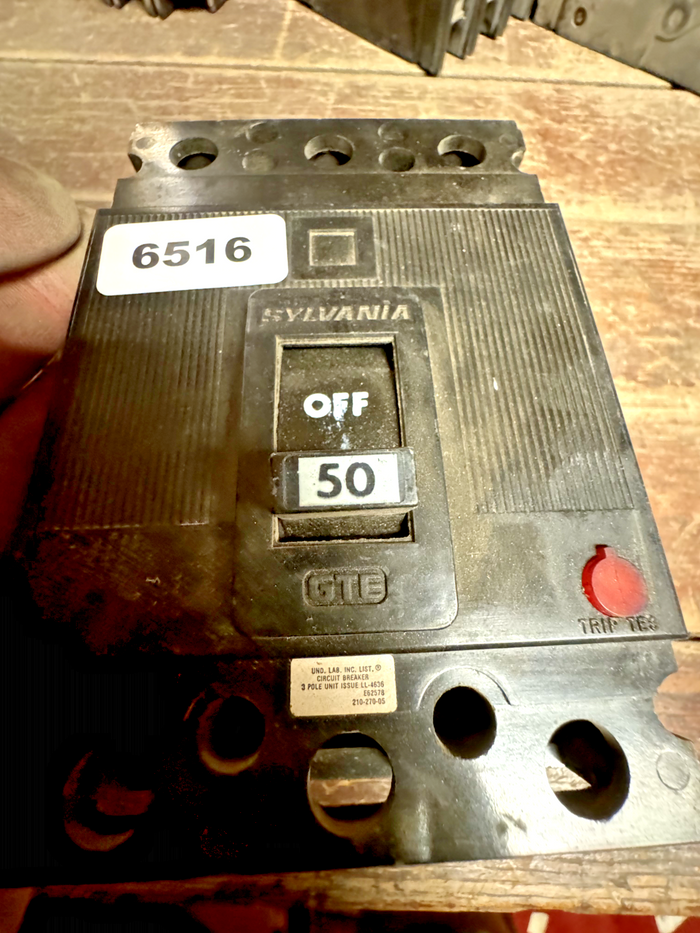 6516
SYLVANIA
OFF
50
GTE
TRIP TES
UND. LAB. INC. LIST.®
CIRCUIT BREAKER
3 POLE UNIT ISSUE LL-4636
E62578
210-270-05